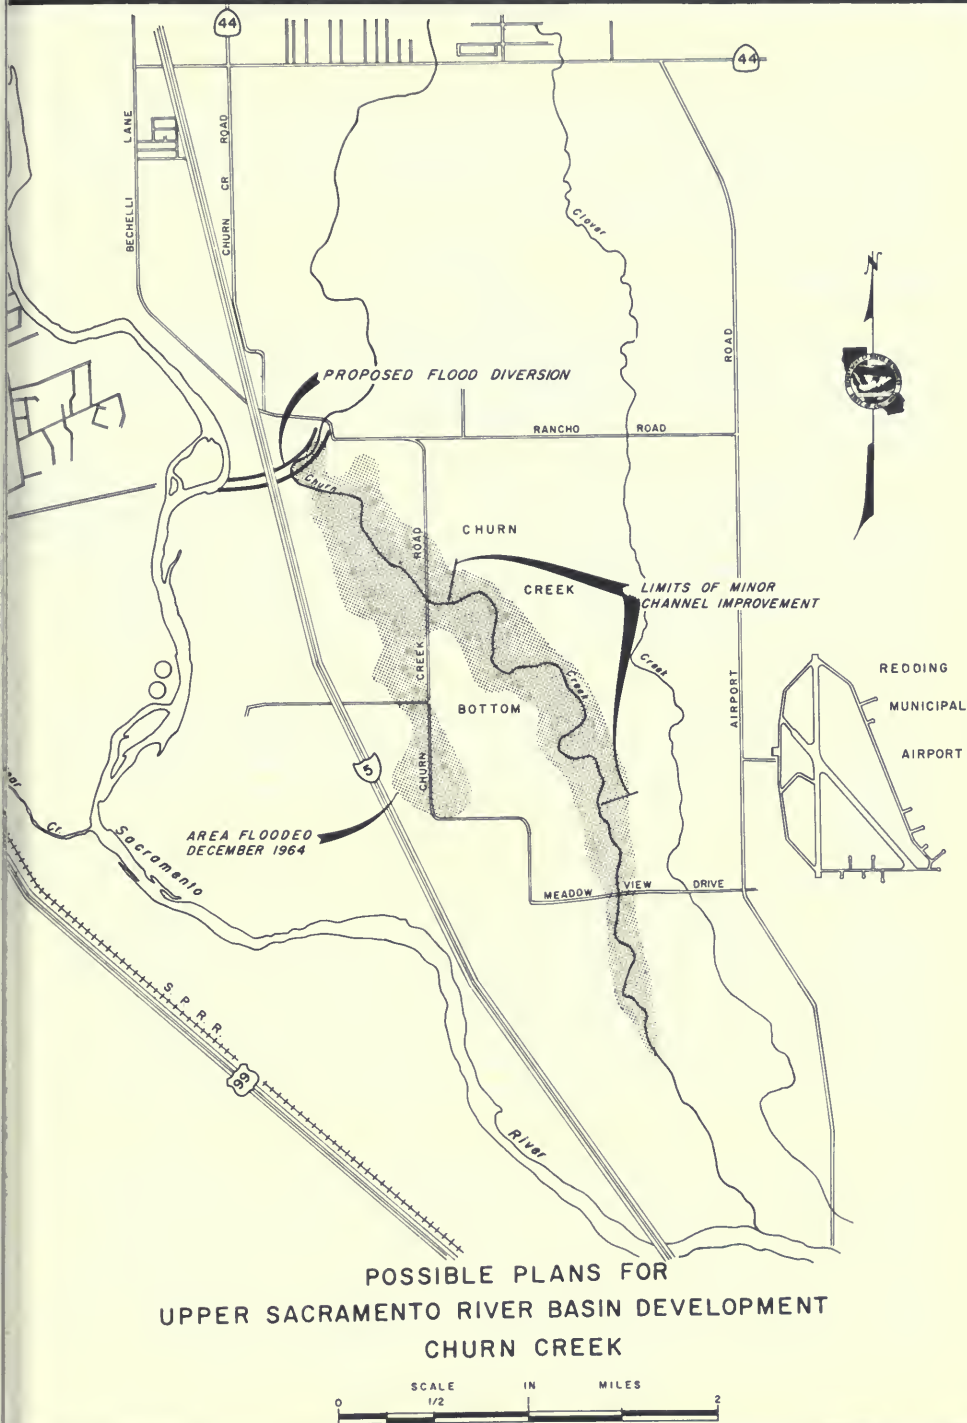 44
44
BECHELLI LANE
CHURN CR ROAD
Clover
N
ROAD
PROPOSED FLOOD DIVERSION
RANCHO ROAD
Churn
CHURN
ROAD
CREEK
LIMITS OF MINOR
CHANNEL IMPROVEMENT
Creek
Creek
CREEK
BOTTOM
AIRPORT
REDDING
MUNICIPAL
AIRPORT
5
CHURN
Cr.
Sacramento
AREA FLOODED
DECEMBER 1964
MEADOW VIEW DRIVE
S. P. R. R.
99
River
POSSIBLE PLANS FOR
UPPER SACRAMENTO RIVER BASIN DEVELOPMENT
CHURN CREEK
SCALE IN MILES
0 1/2 1 2